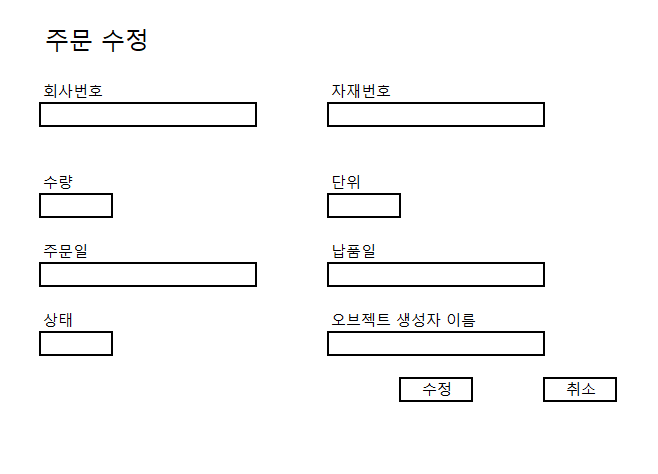 주문 수정
회사번호
자재번호
수량
단위
주문일
납품일
상태
오브젝트 생성자 이름
수정
취소